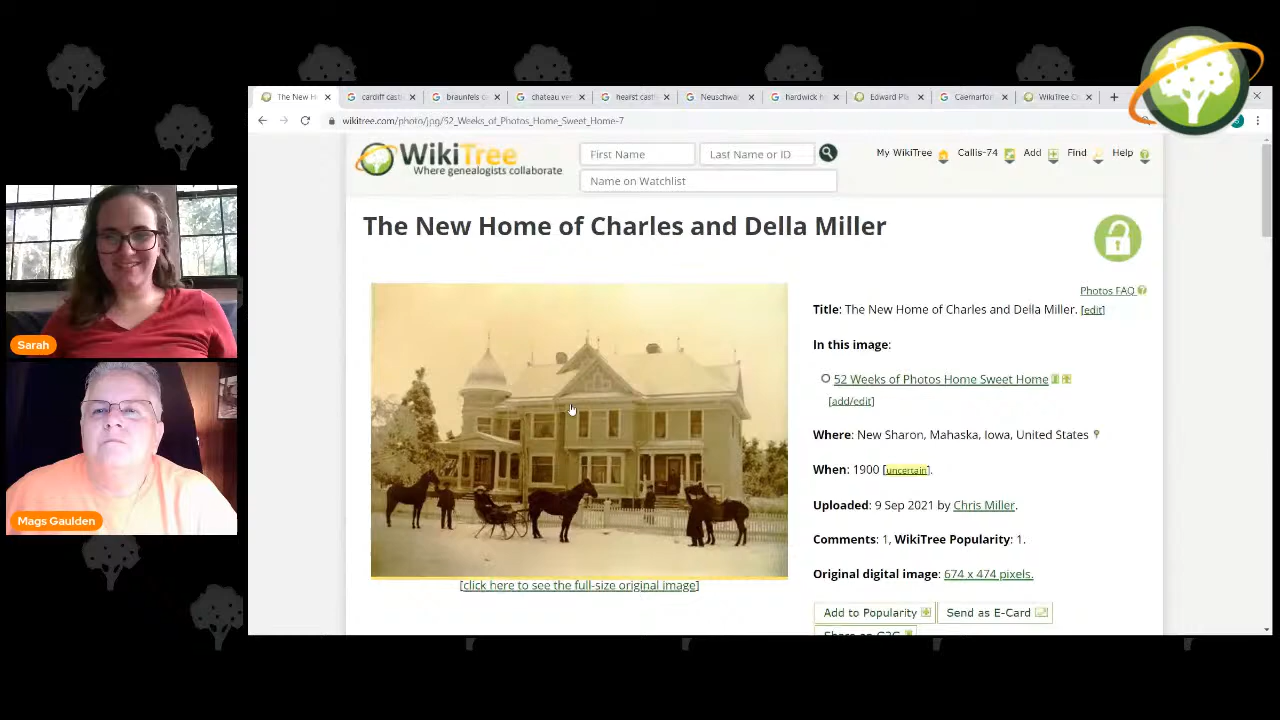 The New H
cardiff cast
braunfels c
chateau ve
hearst cast
Neuschwa
hardwick h
Edward Pl
Caernarfor
WikiTree C
wikitree.com/photo/jpg/52_Weeks_of_Photos_Home_Sweet_Home-7
WikiTree
Where genealogists collaborate
First Name
Last Name or ID
Name on Watchlist
My WikiTree
Callis-74
Add
Find
Help
The New Home of Charles and Della Miller
Photos FAQ
Title: The New Home of Charles and Della Miller. [edit]
In this image:
52 Weeks of Photos Home Sweet Home
[add/edit]
Where: New Sharon, Mahaska, Iowa, United States
When: 1900 [uncertain].
Uploaded: 9 Sep 2021 by Chris Miller.
Comments: 1, WikiTree Popularity: 1.
Original digital image: 674 x 474 pixels.
[click here to see the full-size original image]
Add to Popularity
Send as E-Card
Sarah
Mags Gaulden